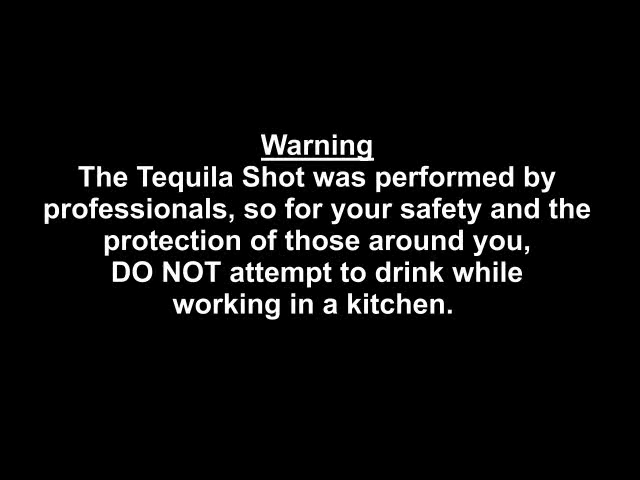 Warning
The Tequila Shot was performed by
professionals, so for your safety and the
protection of those around you,
DO NOT attempt to drink while
working in a kitchen.